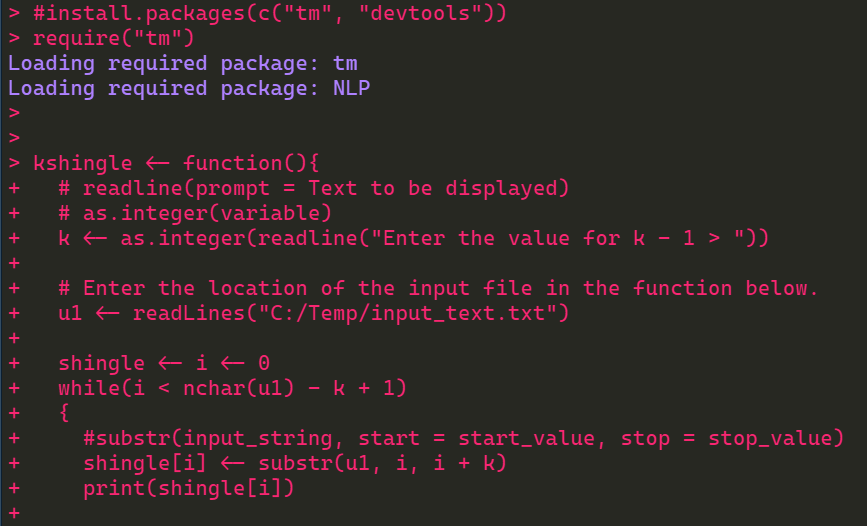 > #install.packages(c("tm", "devtools"))
> require("tm")
Loading required package: tm
Loading required package: NLP
>
>
> kshingle <- function(){
+   # readline(prompt = Text to be displayed)
+   # as.integer(variable)
+   k <- as.integer(readline("Enter the value for k - 1 > "))
+
+   # Enter the location of the input file in the function below.
+   u1 <- readLines("C:/Temp/input_text.txt")
+
+   shingle <- i <- 0
+   while(i < nchar(u1) - k + 1)
+   {
+     #substr(input_string, start = start_value, stop = stop_value)
+     shingle[i] <- substr(u1, i, i + k)
+     print(shingle[i])
+